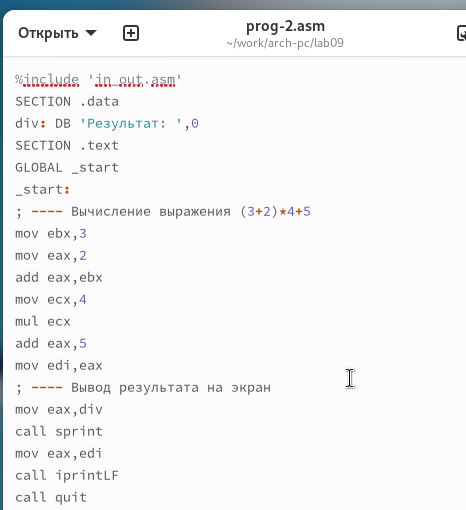 Открыть
prog-2.asm
~/work/arch-pc/lab09
%include 'in_out.asm'
SECTION .data
div: DB 'Результат: ',0
SECTION .text
GLOBAL _start
_start:
; ---- Вычисление выражения (3+2)*4+5
mov ebx,3
mov eax,2
add eax,ebx
mov ecx,4
mul ecx
add eax,5
mov edi,eax
; ---- Вывод результата на экран
mov eax,div
call sprint
mov eax,edi
call iprintLF
call quit